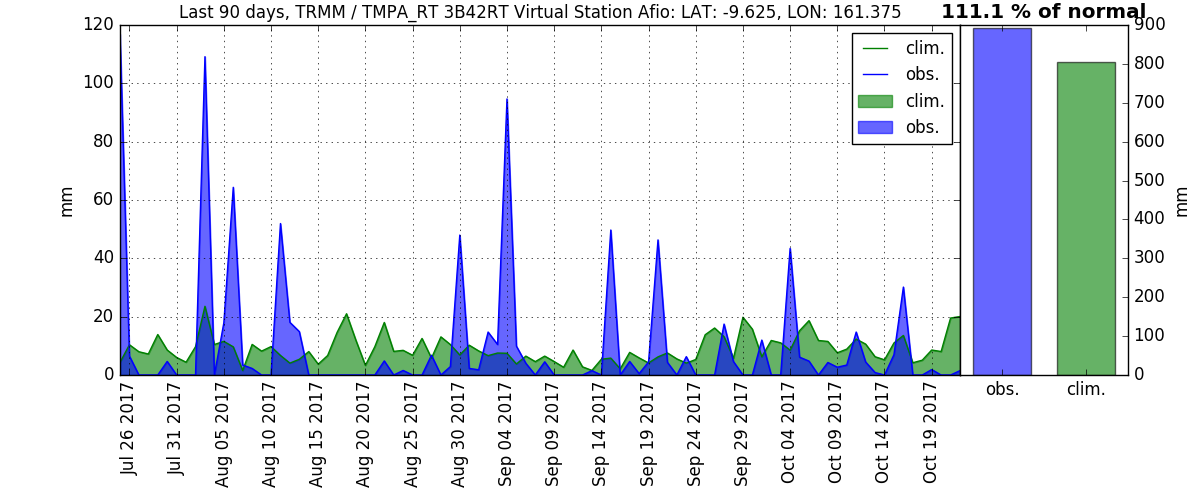 Last 90 days, TRMM / TMPA_RT 3B42RT Virtual Station Afio: LAT: -9.625, LON: 161.375
111.1 % of normal
120
100
80
60
40
20
0
mm
clim.
obs.
clim.
obs.
900
800
700
600
500
400
300
200
100
0
mm
obs.
clim.
Jul 26 2017
Jul 31 2017
Aug 05 2017
Aug 10 2017
Aug 15 2017
Aug 20 2017
Aug 25 2017
Aug 30 2017
Sep 04 2017
Sep 09 2017
Sep 14 2017
Sep 19 2017
Sep 24 2017
Sep 29 2017
Oct 04 2017
Oct 09 2017
Oct 14 2017
Oct 19 2017